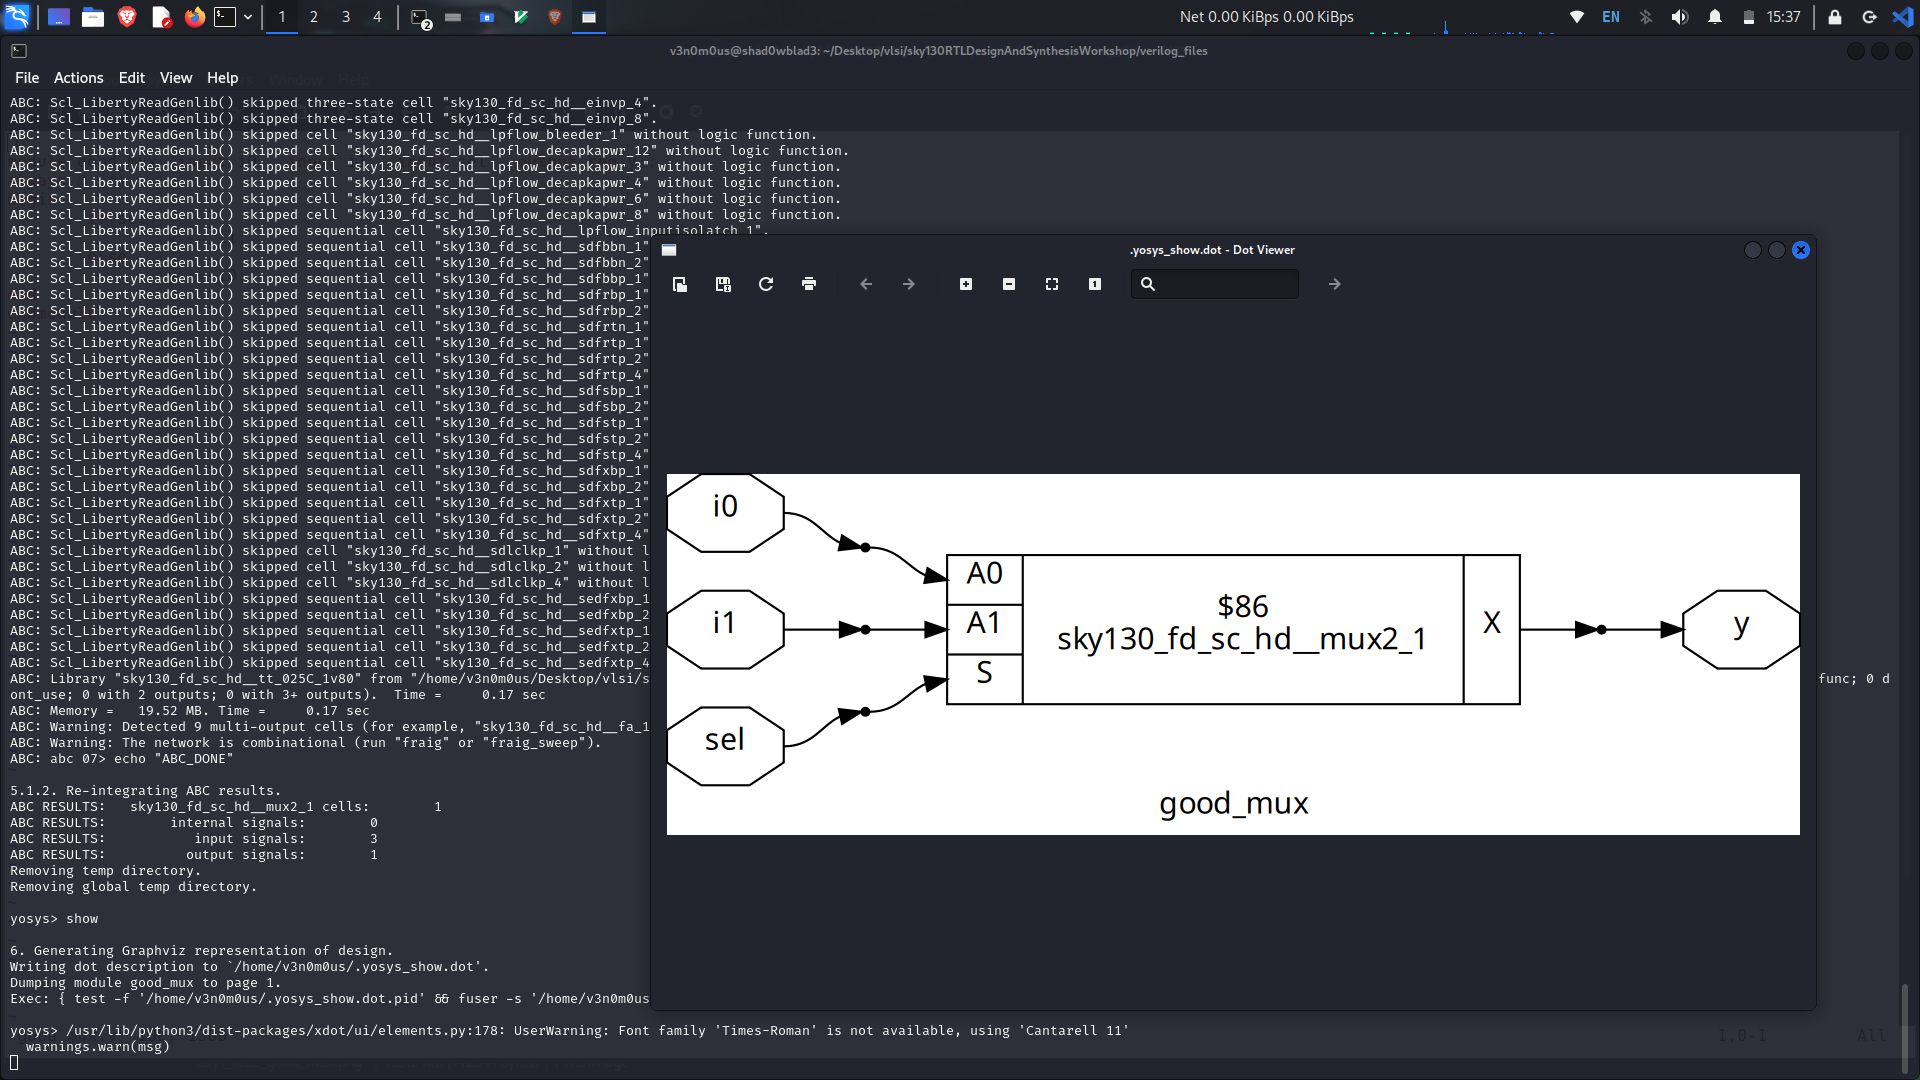 1 2 3 4
2
Net 0.00 KiBps 0.00 KiBps
EN
15:37
v3n0m0us@shad0wblad3: ~/Desktop/vlsi/sky130RTLDesignAndSynthesisWorkshop/verilog_files
File Actions Edit View Help
ABC: Scl_LibertyReadGenlib() skipped three-state cell "sky130_fd_sc_hd__einvp_4".
ABC: Scl_LibertyReadGenlib() skipped three-state cell "sky130_fd_sc_hd__einvp_8".
ABC: Scl_LibertyReadGenlib() skipped cell "sky130_fd_sc_hd__lpflow_bleeder_1" without logic function.
ABC: Scl_LibertyReadGenlib() skipped cell "sky130_fd_sc_hd__lpflow_decapkapwr_12" without logic function.
ABC: Scl_LibertyReadGenlib() skipped cell "sky130_fd_sc_hd__lpflow_decapkapwr_3" without logic function.
ABC: Scl_LibertyReadGenlib() skipped cell "sky130_fd_sc_hd__lpflow_decapkapwr_4" without logic function.
ABC: Scl_LibertyReadGenlib() skipped cell "sky130_fd_sc_hd__lpflow_decapkapwr_6" without logic function.
ABC: Scl_LibertyReadGenlib() skipped cell "sky130_fd_sc_hd__lpflow_decapkapwr_8" without logic function.
ABC: Scl_LibertyReadGenlib() skipped sequential cell "sky130_fd_sc_hd__lpflow_inputisolatch_1".
ABC: Scl_LibertyReadGenlib() skipped sequential cell "sky130_fd_sc_hd__sdfbbn_1"
ABC: Scl_LibertyReadGenlib() skipped sequential cell "sky130_fd_sc_hd__sdfbbn_2"
ABC: Scl_LibertyReadGenlib() skipped sequential cell "sky130_fd_sc_hd__sdfbbp_1"
ABC: Scl_LibertyReadGenlib() skipped sequential cell "sky130_fd_sc_hd__sdfrbp_1"
ABC: Scl_LibertyReadGenlib() skipped sequential cell "sky130_fd_sc_hd__sdfrbp_2"
ABC: Scl_LibertyReadGenlib() skipped sequential cell "sky130_fd_sc_hd__sdfrtn_1"
ABC: Scl_LibertyReadGenlib() skipped sequential cell "sky130_fd_sc_hd__sdfrtp_1"
ABC: Scl_LibertyReadGenlib() skipped sequential cell "sky130_fd_sc_hd__sdfrtp_2"
ABC: Scl_LibertyReadGenlib() skipped sequential cell "sky130_fd_sc_hd__sdfrtp_4"
ABC: Scl_LibertyReadGenlib() skipped sequential cell "sky130_fd_sc_hd__sdfsbp_1"
ABC: Scl_LibertyReadGenlib() skipped sequential cell "sky130_fd_sc_hd__sdfsbp_2"
ABC: Scl_LibertyReadGenlib() skipped sequential cell "sky130_fd_sc_hd__sdfstp_1"
ABC: Scl_LibertyReadGenlib() skipped sequential cell "sky130_fd_sc_hd__sdfstp_2"
ABC: Scl_LibertyReadGenlib() skipped sequential cell "sky130_fd_sc_hd__sdfstp_4"
ABC: Scl_LibertyReadGenlib() skipped sequential cell "sky130_fd_sc_hd__sdfxbp_1"
ABC: Scl_LibertyReadGenlib() skipped sequential cell "sky130_fd_sc_hd__sdfxbp_2"
ABC: Scl_LibertyReadGenlib() skipped sequential cell "sky130_fd_sc_hd__sdfxtp_1"
ABC: Scl_LibertyReadGenlib() skipped sequential cell "sky130_fd_sc_hd__sdfxtp_2"
ABC: Scl_LibertyReadGenlib() skipped sequential cell "sky130_fd_sc_hd__sdfxtp_4"
ABC: Scl_LibertyReadGenlib() skipped cell "sky130_fd_sc_hd__sdlclkp_1" without l
ABC: Scl_LibertyReadGenlib() skipped cell "sky130_fd_sc_hd__sdlclkp_2" without l
ABC: Scl_LibertyReadGenlib() skipped cell "sky130_fd_sc_hd__sdlclkp_4" without l
ABC: Scl_LibertyReadGenlib() skipped sequential cell "sky130_fd_sc_hd__sedfxbp_1
ABC: Scl_LibertyReadGenlib() skipped sequential cell "sky130_fd_sc_hd__sedfxbp_2
ABC: Scl_LibertyReadGenlib() skipped sequential cell "sky130_fd_sc_hd__sedfxtp_1
ABC: Scl_LibertyReadGenlib() skipped sequential cell "sky130_fd_sc_hd__sedfxtp_2
ABC: Scl_LibertyReadGenlib() skipped sequential cell "sky130_fd_sc_hd__sedfxtp_4
ABC: Library "sky130_fd_sc_hd__tt_025C_1v80" from "/home/v3n0m0us/Desktop/vlsi/s func; 0 d
ont_use; 0 with 2 outputs; 0 with 3+ outputs). Time = 0.17 sec
ABC: Memory = 19.52 MB. Time = 0.17 sec
ABC: Warning: Detected 9 multi-output cells (for example, "sky130_fd_sc_hd__fa_1
ABC: Warning: The network is combinational (run "fraig" or "fraig_sweep").
ABC: abc 07> echo "ABC_DONE"
5.1.2. Re-integrating ABC results.
ABC RESULTS: sky130_fd_sc_hd__mux2_1 cells: 1
ABC RESULTS: internal signals: 0
ABC RESULTS: input signals: 3
ABC RESULTS: output signals: 1
Removing temp directory.
Removing global temp directory.
yosys> show
6. Generating Graphviz representation of design.
Writing dot description to `/home/v3n0m0us/.yosys_show.dot'.
Dumping module good_mux to page 1.
Exec: { test -f '/home/v3n0m0us/.yosys_show.dot.pid' && fuser -s '/home/v3n0m0us
yosys> /usr/lib/python3/dist-packages/xdot/ui/elements.py:178: UserWarning: Font family 'Times-Roman' is not available, using 'Cantarell 11'
warnings.warn(msg)
1,0-1 All
.yosys_show.dot - Dot Viewer
1
i0
i1
sel
A0
A1
S
$86
sky130_fd_sc_hd__mux2_1
X
y
good_mux